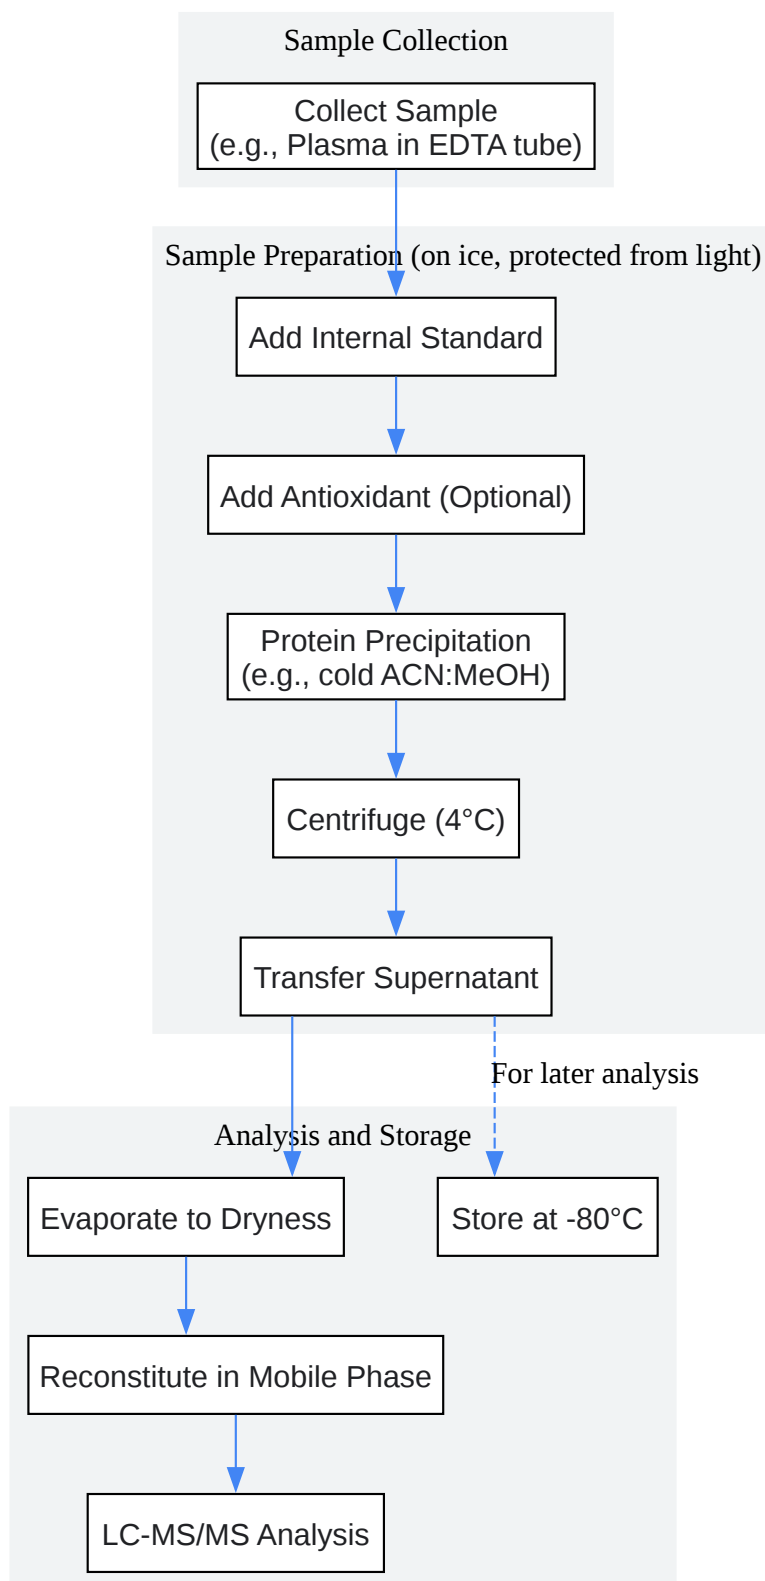 Sample Collection
Collect Sample
(e.g., Plasma in EDTA tube)
Sample Preparation (on ice, protected from light)
Add Internal Standard
Add Antioxidant (Optional)
Protein Precipitation
(e.g., cold ACN:MeOH)
Centrifuge (4°C)
Transfer Supernatant
For later analysis
Analysis and Storage
Evaporate to Dryness
Store at -80°C
Reconstitute in Mobile Phase
LC-MS/MS Analysis